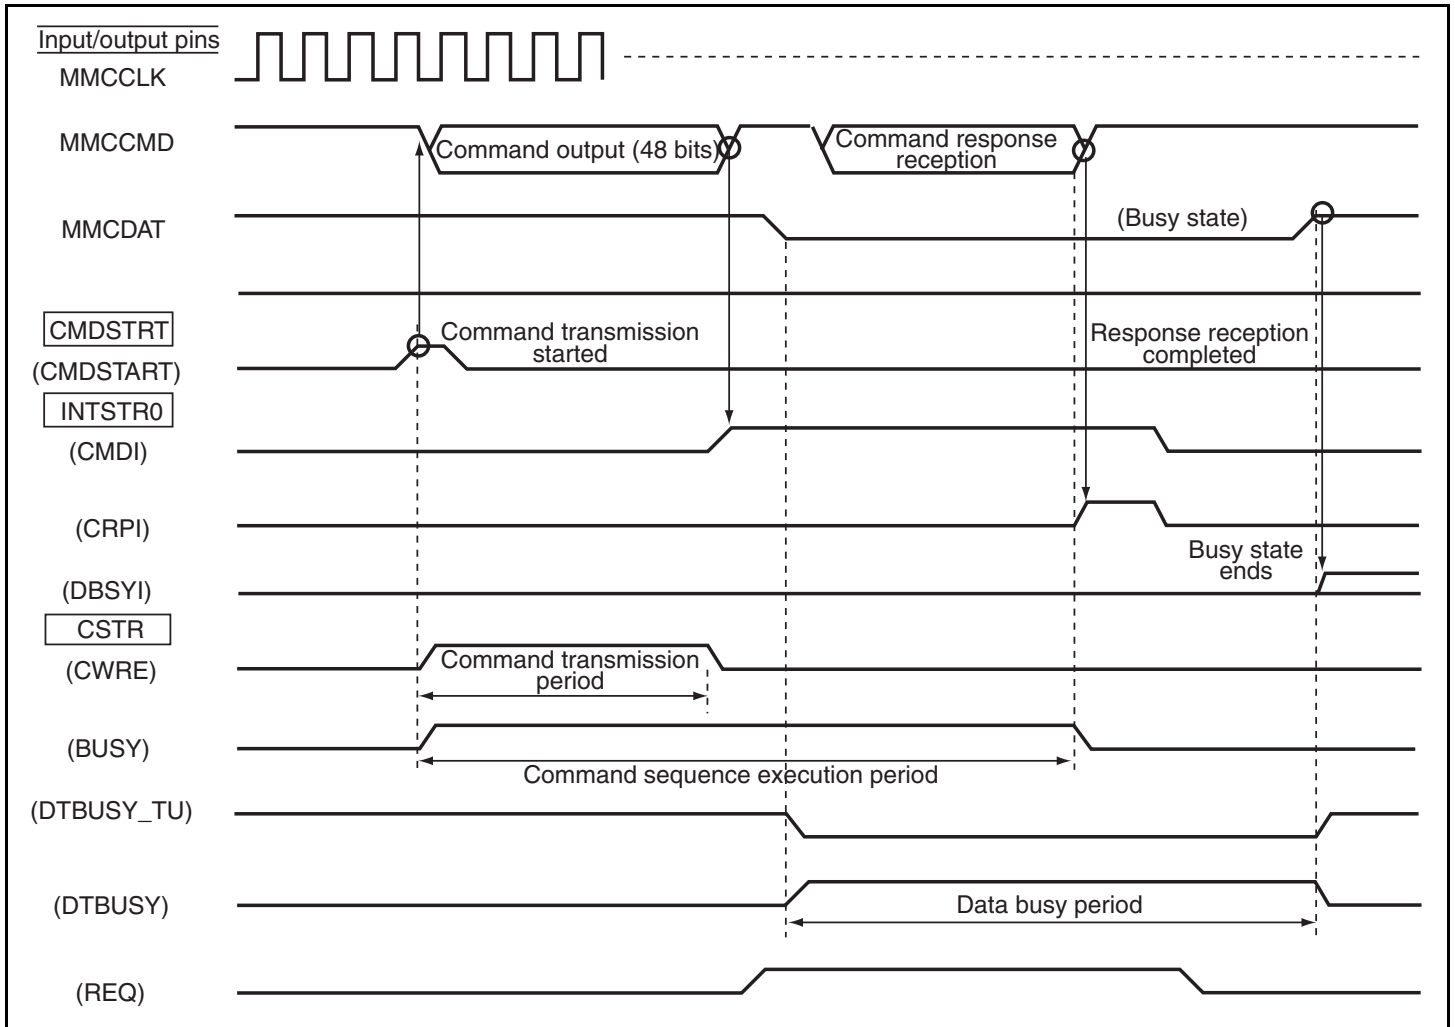 Input/output pins
MMCCLK
MMCCMD
Command output (48 bits)
Command response
reception
MMCDAT
(Busy state)
CMDSTRT
(CMDSTART)
Command transmission
started
Response reception
completed
INTSTR0
(CMDI)
(CRPI)
Busy state
ends
(DBSYI)
CSTR
(CWRE)
Command transmission
period
(BUSY)
Command sequence execution period
(DTBUSY_TU)
(DTBUSY)
Data busy period
(REQ)